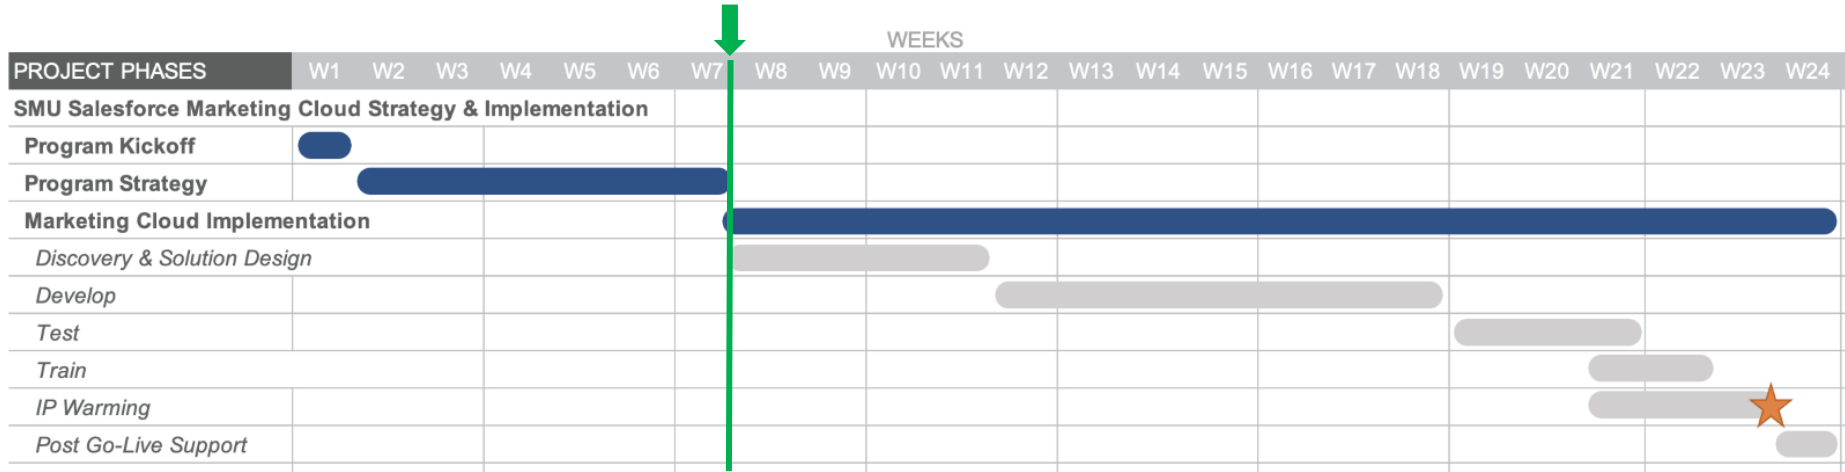 WEEKS
PROJECT PHASES W1 W2 W3 W4 W5 W6 W7 W8 W9 W10 W11 W12 W13 W14 W15 W16 W17 W18 W19 W20 W21 W22 W23 W24
SMU Salesforce Marketing Cloud Strategy & Implementation
Program Kickoff
Program Strategy
Marketing Cloud Implementation
Discovery & Solution Design
Develop
Test
Train
IP Warming
Post Go-Live Support